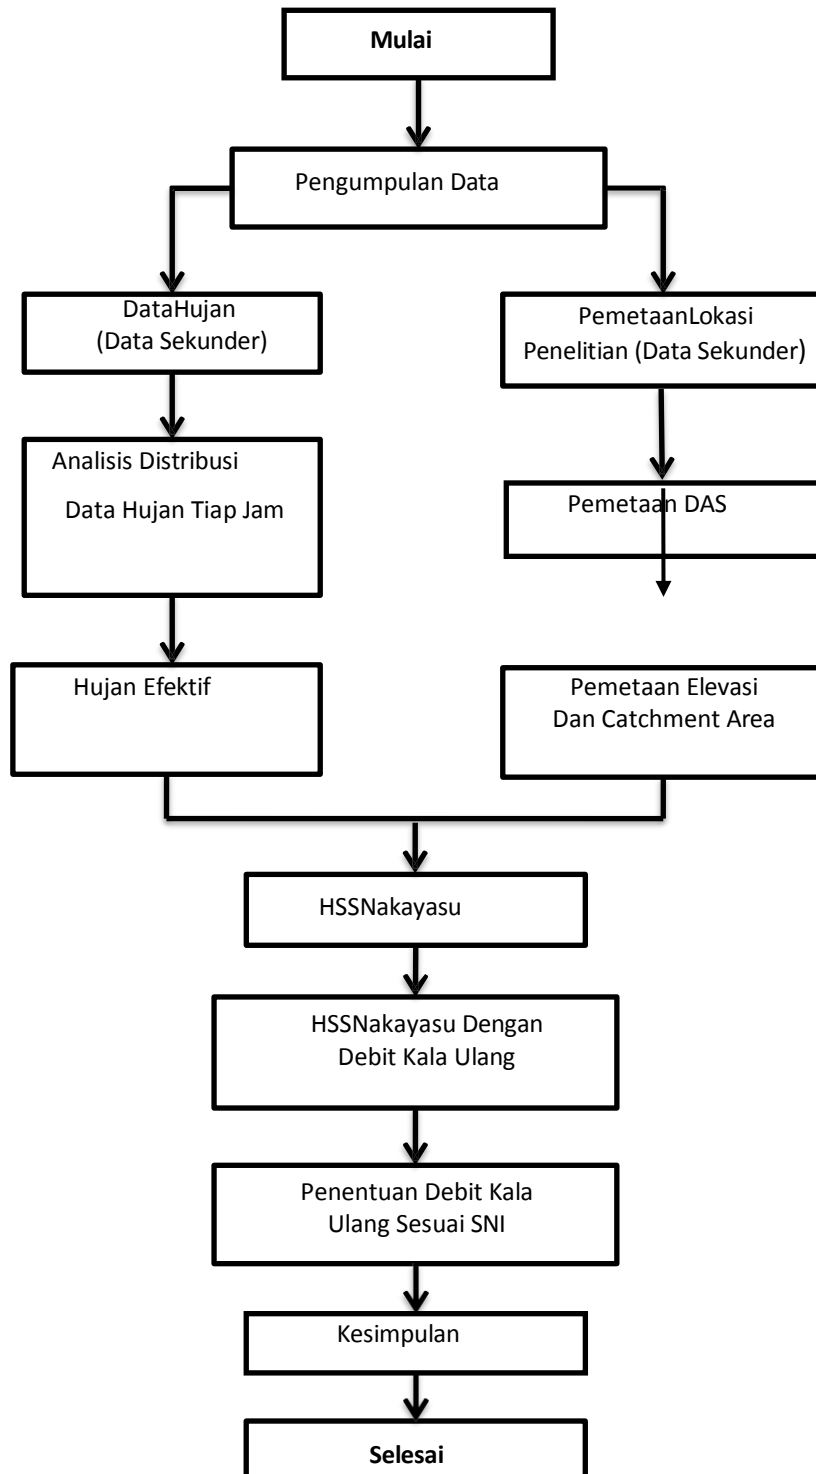 Mulai
Pengumpulan Data
DataHujan
(Data Sekunder)
PemetaanLokasi
Penelitian (Data Sekunder)
Analisis Distribusi
Data Hujan Tiap Jam
Pemetaan DAS
Hujan Efektif
Pemetaan Elevasi
Dan Catchment Area
HSSNakayasu
HSSNakayasu Dengan
Debit Kala Ulang
Penentuan Debit Kala
Ulang Sesuai SNI
Kesimpulan
Selesai